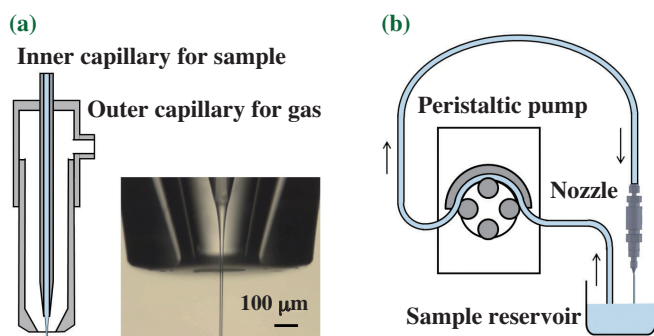 (a)
Inner capillary for sample
Outer capillary for gas
100 μm
(b)
Peristaltic pump
Nozzle
Sample reservoir